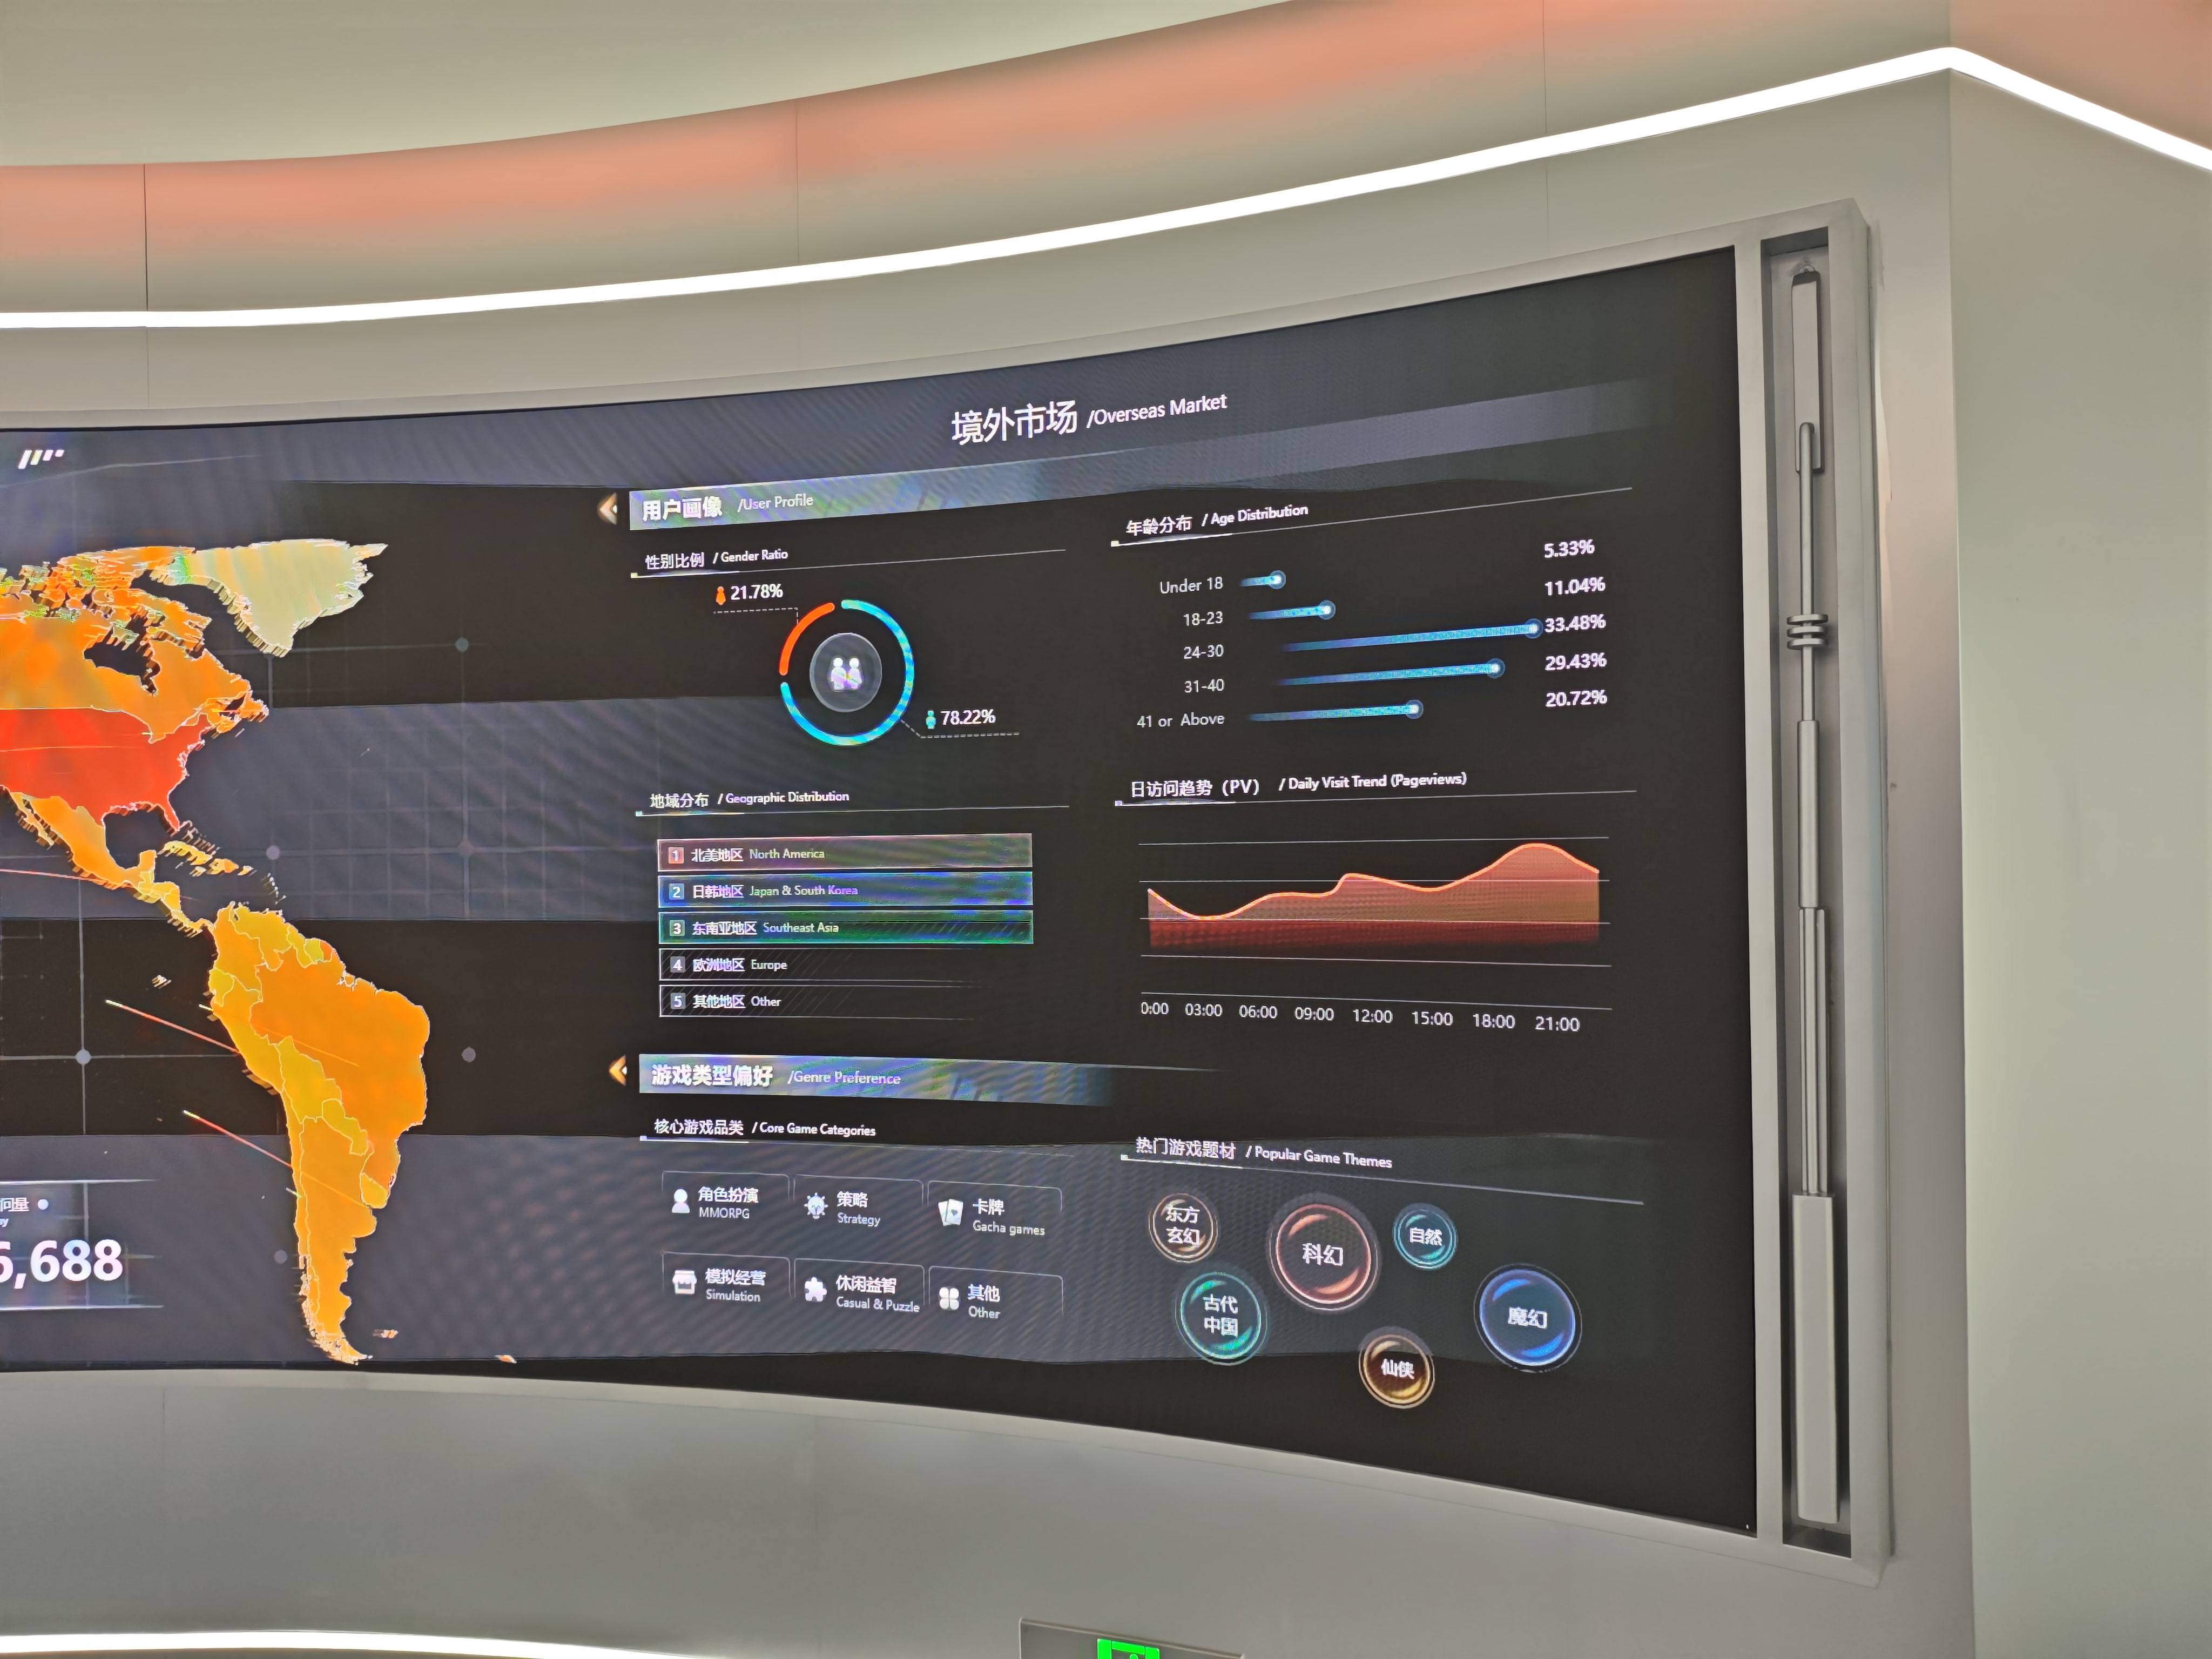 境外市场 /Overseas Market
用户画像 /User Profile
性别比例 / Gender Ratio
21.78%
78.22%
年龄分布 / Age Distribution
Under 18 5.33%
18-23 11.04%
24-30 33.48%
31-40 29.43%
41 or Above 20.72%
地域分布 / Geographic Distribution
1 北美地区 North America
2 日韩地区 Japan & South Korea
3 东南亚地区 Southeast Asia
4 欧洲地区 Europe
5 其他地区 Other
日访问趋势（PV） / Daily Visit Trend (Pageviews)
0:00 03:00 06:00 09:00 12:00 15:00 18:00 21:00
游戏类型偏好 /Genre Preference
核心游戏品类 / Core Game Categories
角色扮演
MMORPG
策略
Strategy
卡牌
Gacha games
模拟经营
Simulation
休闲益智
Casual & Puzzle
其他
Other
热门游戏题材 / Popular Game Themes
东方
玄幻
科幻
自然
古代
中国
魔幻
仙侠
问量
6,688